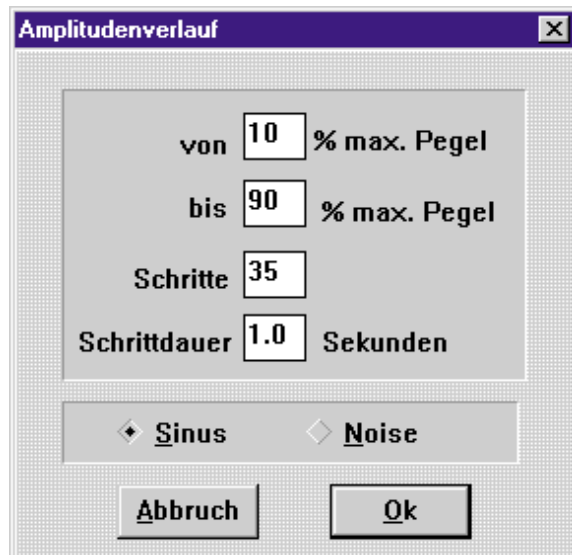 Amplitudenverlauf
von 10 % max. Pegel
bis 90 % max. Pegel
Schritte 35
Schrittdauer 1.0 Sekunden
Sinus Noise
Abbruch Ok